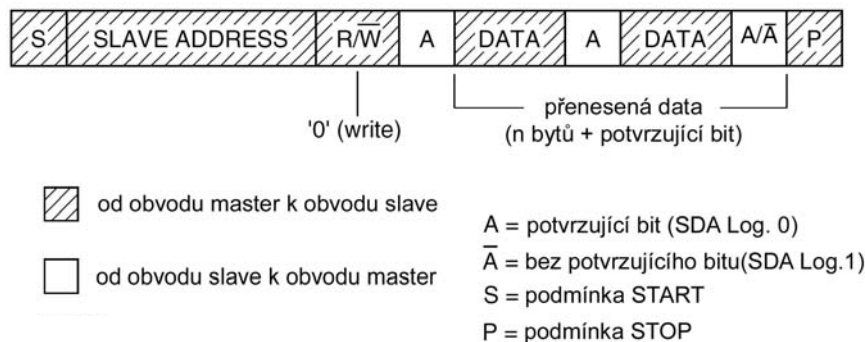 S SLAVE ADDRESS R/W̅ A DATA A DATA A/A̅ P
'0' (write)
přenesená data
(n bytů + potvrzující bit)
od obvodu master k obvodu slave
od obvodu slave k obvodu master
A = potvrzující bit (SDA Log. 0)
A̅ = bez potvrzujícího bitu(SDA Log.1)
S = podmínka START
P = podmínka STOP